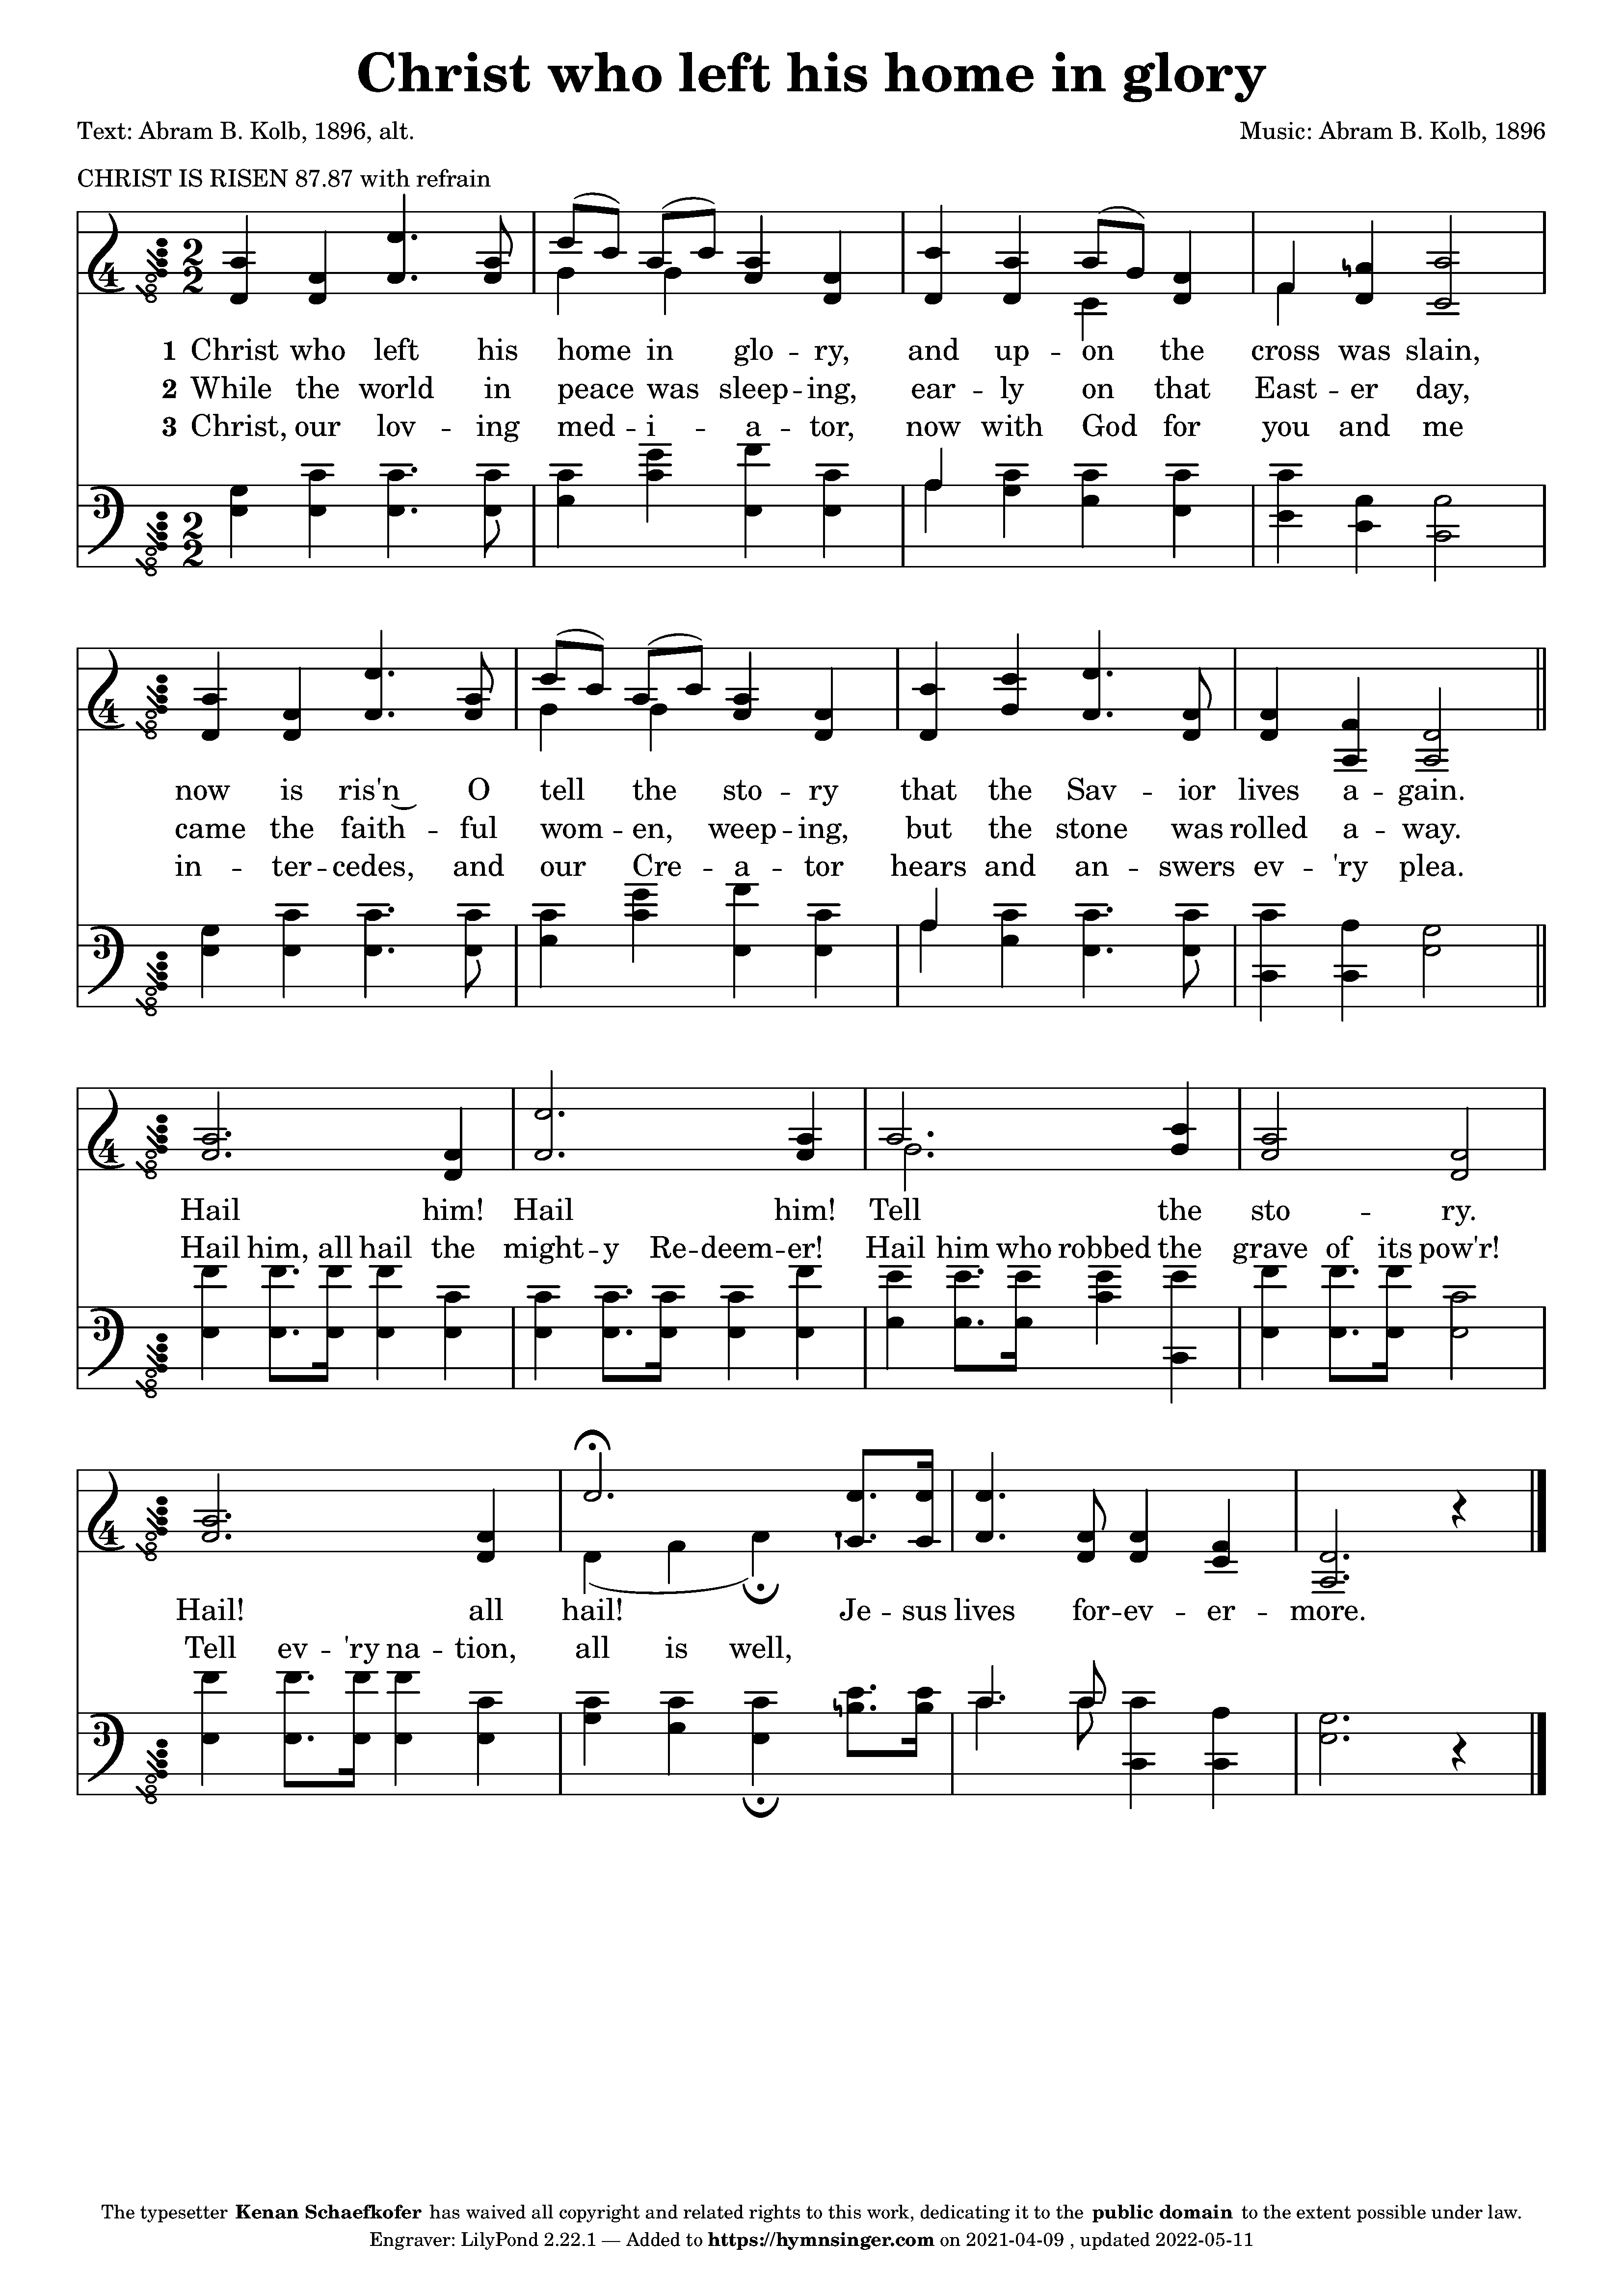 Christ who left his home in glory
Text: Abram B. Kolb, 1896, alt.
Music: Abram B. Kolb, 1896
CHRIST IS RISEN 87.87 with refrain
1 Christ who left his home in glo - ry, and up - on the cross was slain,
2 While the world in peace was sleep - ing, ear - ly on that East - er day,
3 Christ, our lov - ing med - i - a - tor, now with God for you and me
now is ris'n‿ O tell the sto - ry that the Sav - ior lives a - gain.
came the faith - ful wom - en, weep - ing, but the stone was rolled a - way.
in - ter - cedes, and our Cre - a - tor hears and an - swers ev - 'ry plea.
Hail him! Hail him! Tell the sto - ry.
Hail him, all hail the might - y Re - deem - er! Hail him who robbed the grave of its pow'r!
Hail! all hail! Je - sus lives for - ev - er - more.
Tell ev - 'ry na - tion, all is well,
The typesetter Kenan Schaefkofer has waived all copyright and related rights to this work, dedicating it to the public domain to the extent possible under law.
Engraver: LilyPond 2.22.1 — Added to https://hymnsinger.com on 2021-04-09 , updated 2022-05-11